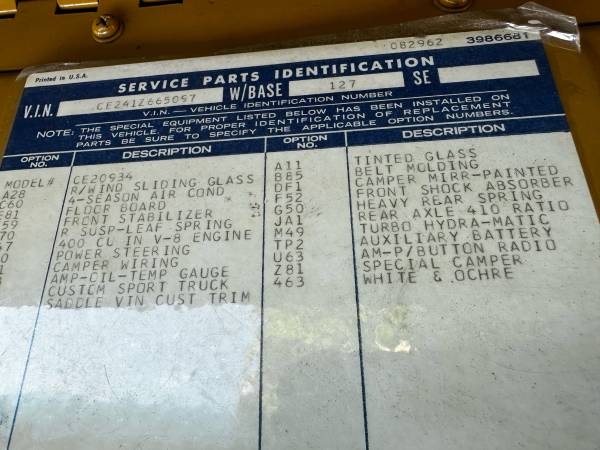 082962 3986681
Printed in U.S.A.
SERVICE PARTS IDENTIFICATION
V.I.N. CE241Z665097 W/BASE 127 SE
V.I.N. — VEHICLE IDENTIFICATION NUMBER
NOTE: THE SPECIAL EQUIPMENT LISTED BELOW HAS BEEN INSTALLED ON
THIS VEHICLE. FOR PROPER IDENTIFICATION OF REPLACEMENT
PARTS BE SURE TO SPECIFY THE APPLICABLE OPTION NUMBERS.
OPTION NO. DESCRIPTION OPTION NO. DESCRIPTION
MODEL# CE20934
A28 R/WIND SLIDING GLASS
C60 4-SEASON AIR COND
FLOOR BOARD
FRONT STABILIZER
R SUSP-LEAF SPRING
400 CU IN V-8 ENGINE
POWER STEERING
CAMPER WIRING
AMP-OIL-TEMP GAUGE
CUSTOM SPORT TRUCK
SADDLE VIN CUST TRIM
A11 TINTED GLASS
B85 BELT MOLDING
DF1 CAMPER MIRR-PAINTED
F52 FRONT SHOCK ABSORBER
G50 HEAVY REAR SPRING
JA1 REAR AXLE 410 RATIO
M49 TURBO HYDRA-MATIC
TP2 AUXILIARY BATTERY
U63 AM-P/BUTTON RADIO
Z81 SPECIAL CAMPER
463 WHITE & OCHRE